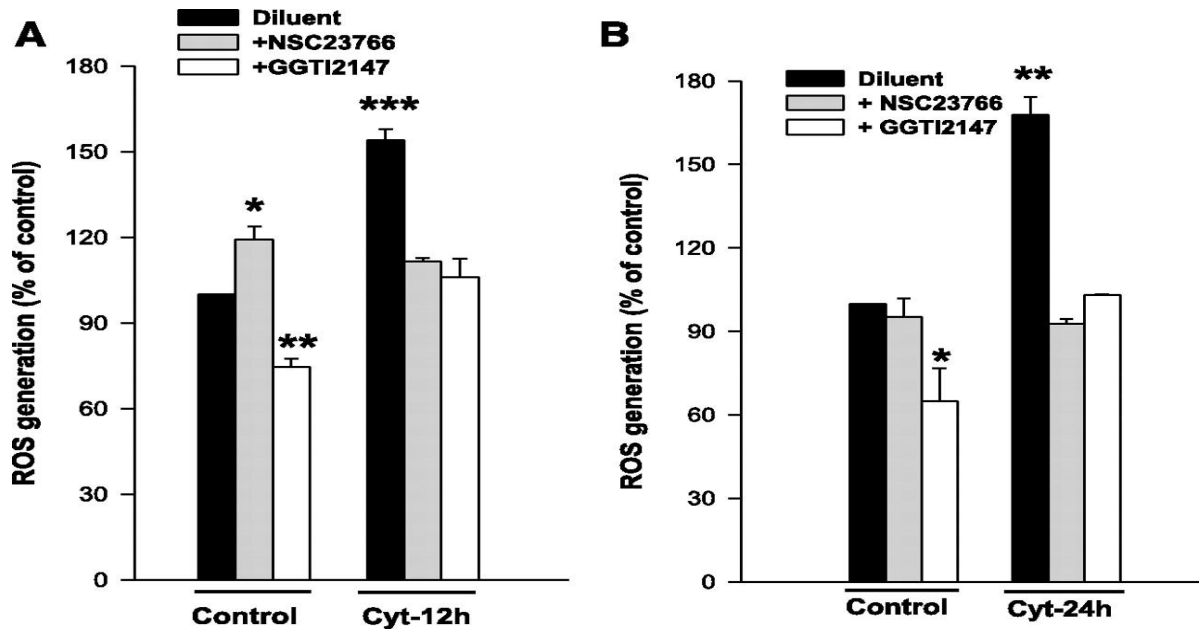 A
Diluent
+NSC23766
+GGTI2147
ROS generation (% of control)
180
150
120
90
60
30
0
*
**
***
Control
Cyt-12h
B
Diluent
+ NSC23766
+ GGTI2147
ROS generation (% of control)
180
150
120
90
60
30
0
*
**
Control
Cyt-24h